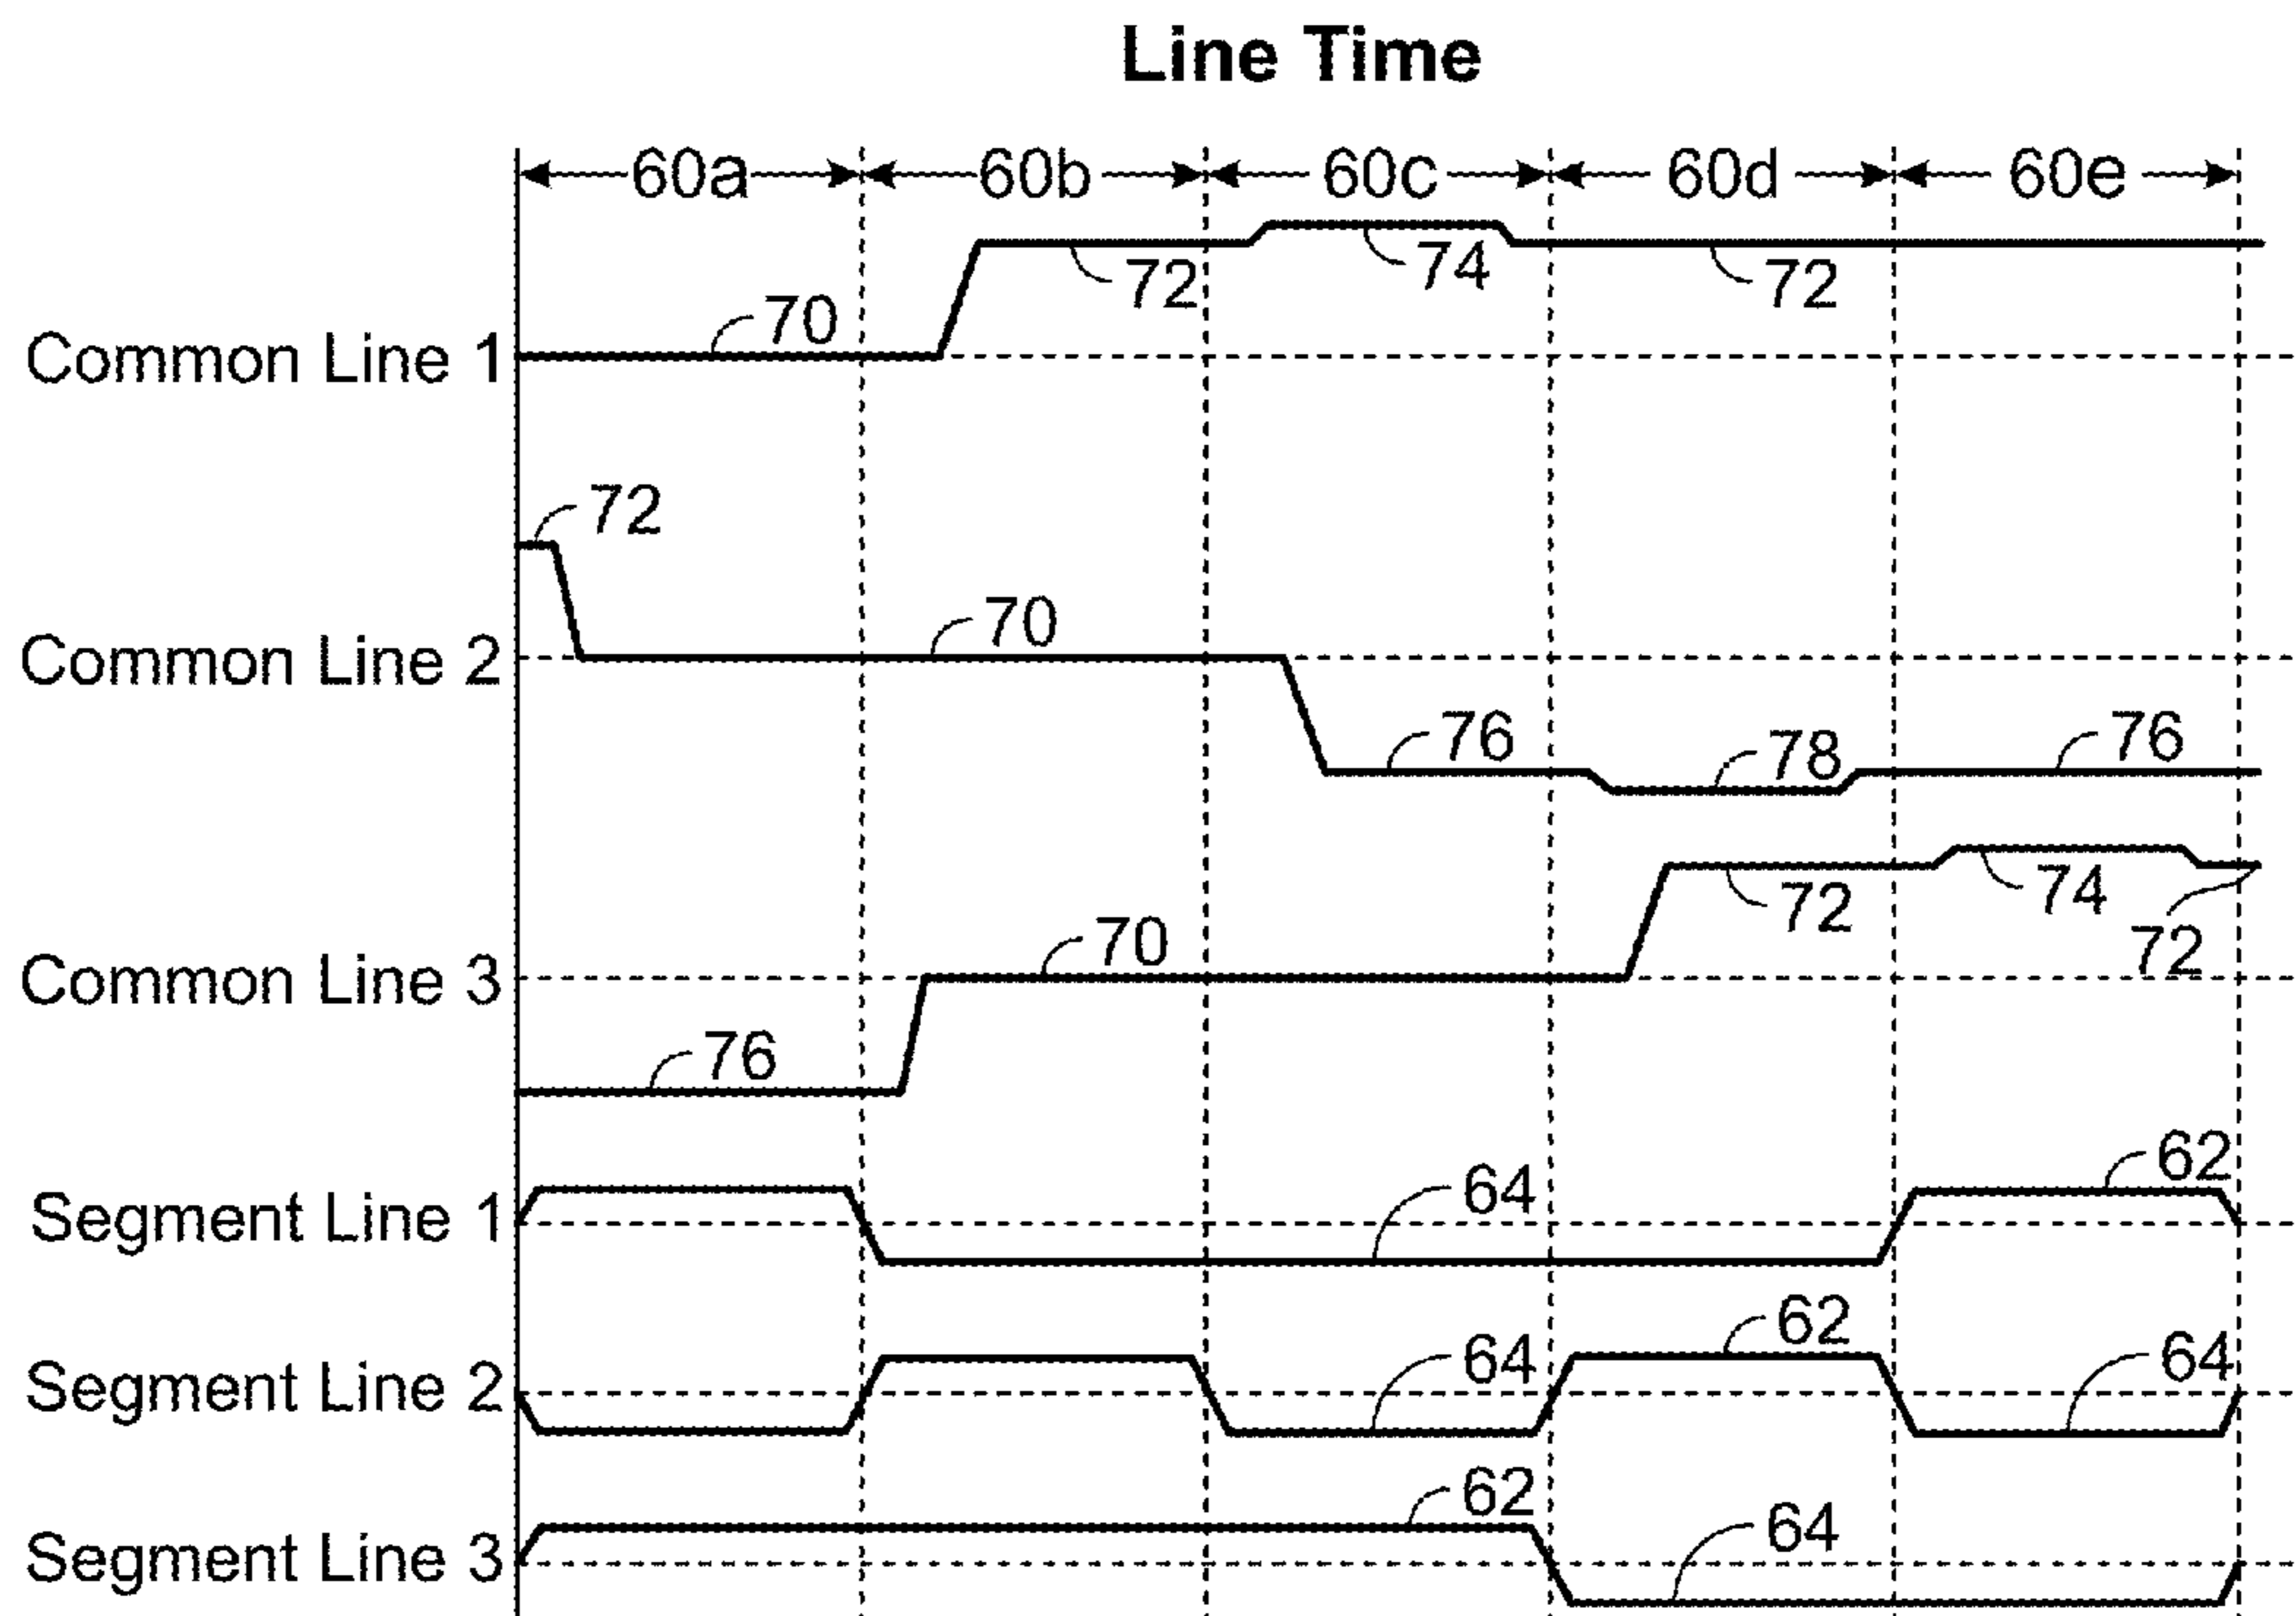 Line Time
60a 60b 60c 60d 60e
72 74 72
70
Common Line 1
72
70
Common Line 2
76 78 76
72 74
70 72
Common Line 3
76
62
64
Segment Line 1
62
64 64
Segment Line 2
62
64
Segment Line 3